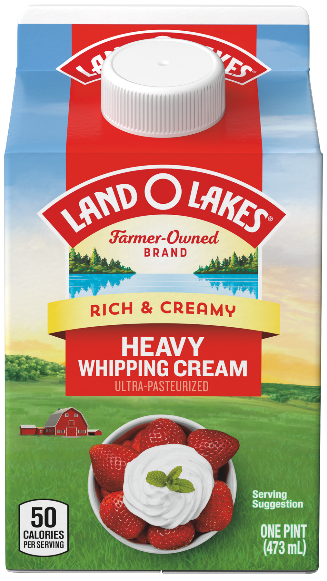 LAND O LAKES
LAND O LAKES®
Farmer-Owned
BRAND
RICH & CREAMY
HEAVY
WHIPPING CREAM
ULTRA-PASTEURIZED
50
CALORIES
PER SERVING
Serving
Suggestion
ONE PINT
(473 mL)